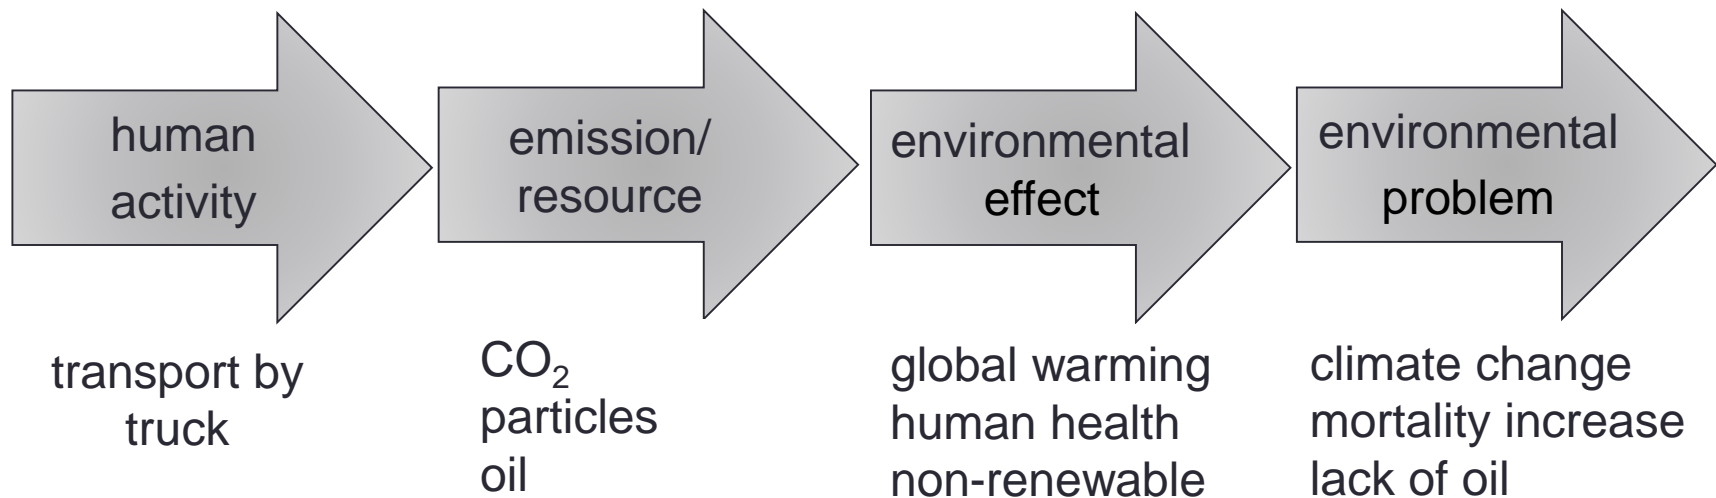 human
activity
emission/
resource
environmental
effect
environmental
problem
transport by
truck
CO₂
particles
oil
global warming
human health
non-renewable
climate change
mortality increase
lack of oil